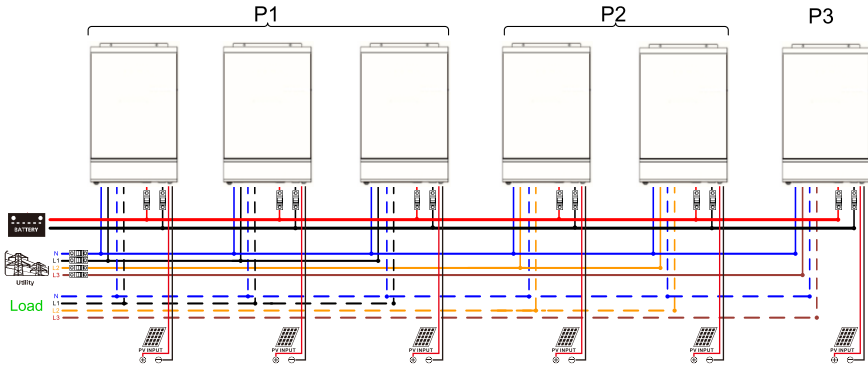 P1 P2 P3
BATTERY
N
L1
L2
L3
Utility
Load
N
L1
L2
L3
PV INPUT PV INPUT PV INPUT PV INPUT PV INPUT PV INPUT